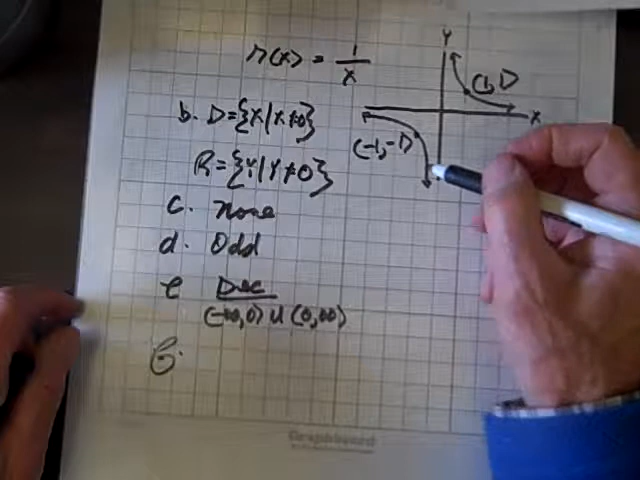 r(x) = 1/x
Y
(1,1)
X
b. D={X|X≠0}
(-1,-1)
R={Y|Y≠0}
c. None
d. Odd
e Dec
(-∞,0) U (0,∞)
G.
Graphboard